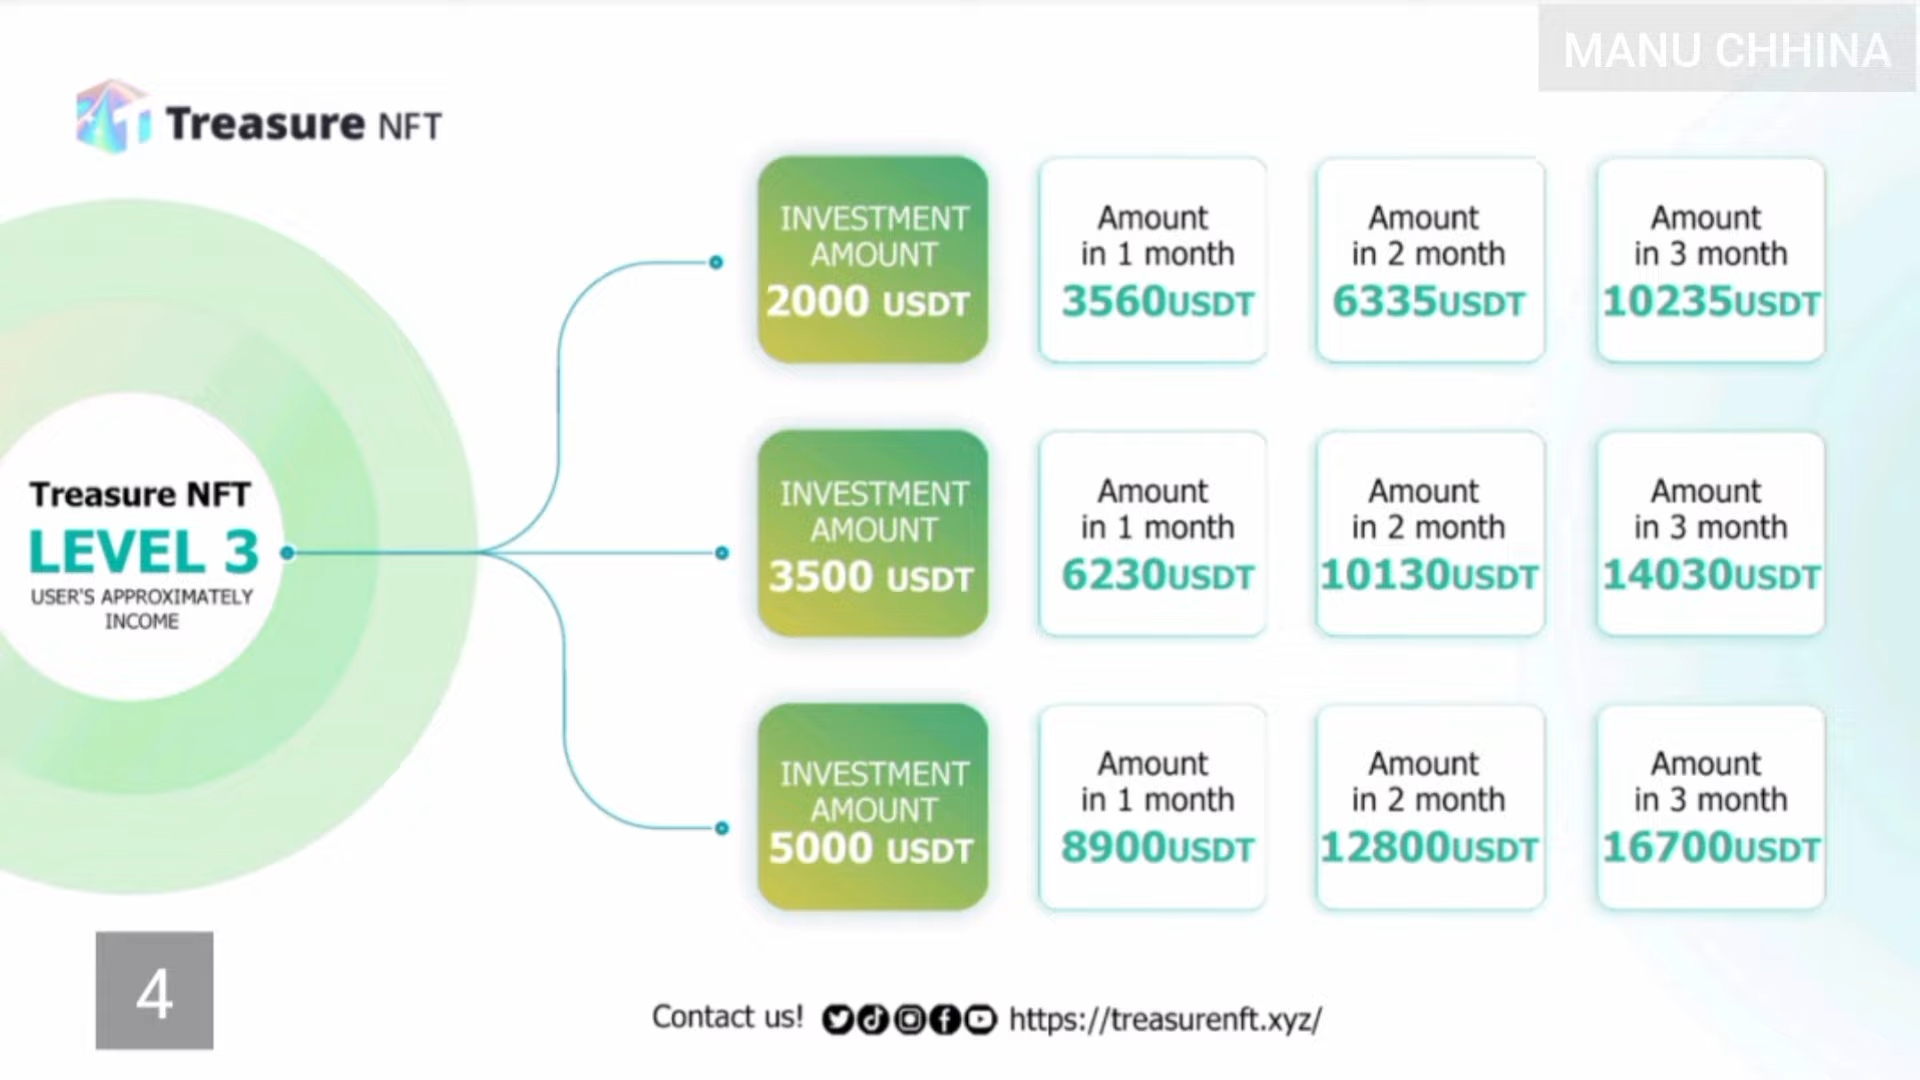 MANU CHHINA
Treasure NFT
INVESTMENT
AMOUNT
2000 USDT
Amount
in 1 month
3560USDT
Amount
in 2 month
6335USDT
Amount
in 3 month
10235USDT
Treasure NFT
LEVEL 3
USER'S APPROXIMATELY
INCOME
INVESTMENT
AMOUNT
3500 USDT
Amount
in 1 month
6230USDT
Amount
in 2 month
10130USDT
Amount
in 3 month
14030USDT
INVESTMENT
AMOUNT
5000 USDT
Amount
in 1 month
8900USDT
Amount
in 2 month
12800USDT
Amount
in 3 month
16700USDT
4
Contact us! https://treasurenft.xyz/